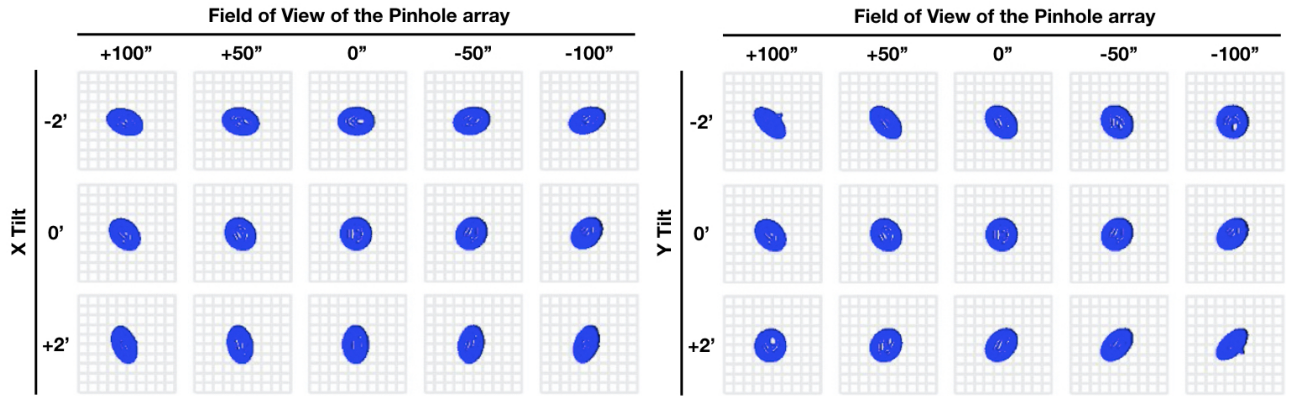 Field of View of the Pinhole array
+100” +50” 0” -50” -100”
X Tilt
-2’
0’
+2’
Field of View of the Pinhole array
+100” +50” 0” -50” -100”
Y Tilt
-2’
0’
+2’